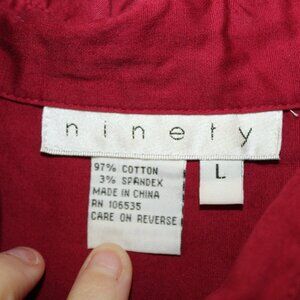 ninety
L
97% COTTON
3% SPANDEX
MADE IN CHINA
RN 106535
CARE ON REVERSE